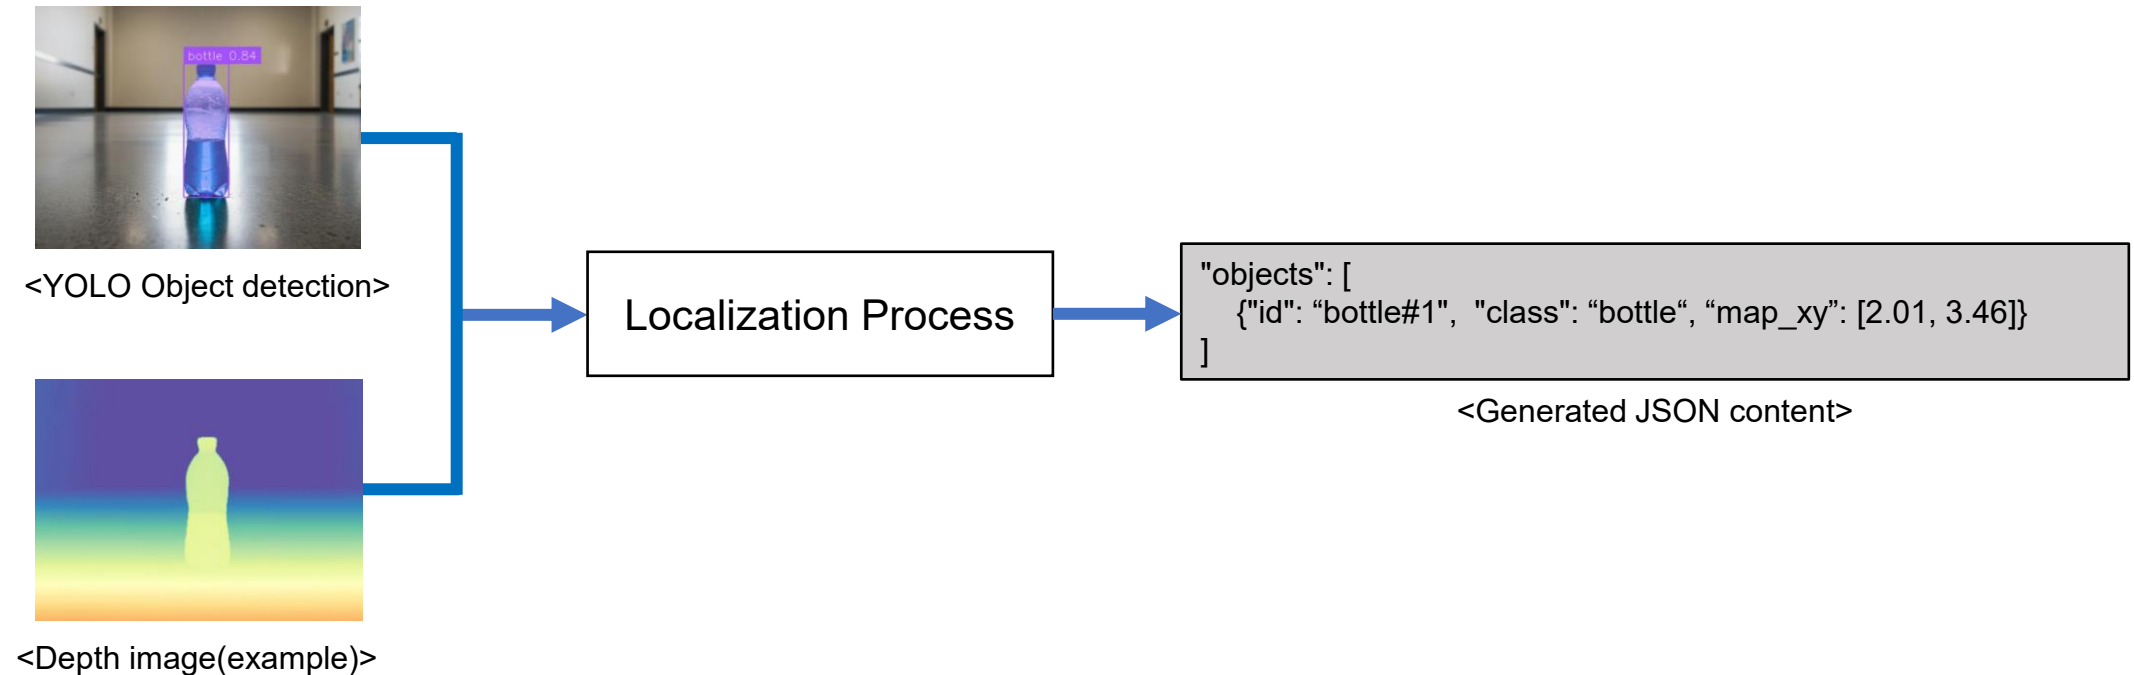 bottle 0.84
<YOLO Object detection>
<Depth image(example)>
Localization Process
"objects": [
{"id": “bottle#1", "class": “bottle“, “map_xy”: [2.01, 3.46]}
]
<Generated JSON content>